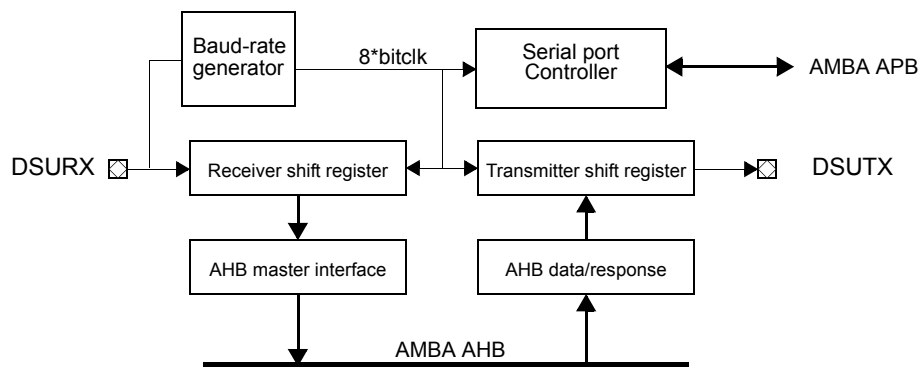 Baud-rate
generator
8*bitclk
Serial port
Controller
AMBA APB
DSURX
Receiver shift register
Transmitter shift register
DSUTX
AHB master interface
AHB data/response
AMBA AHB